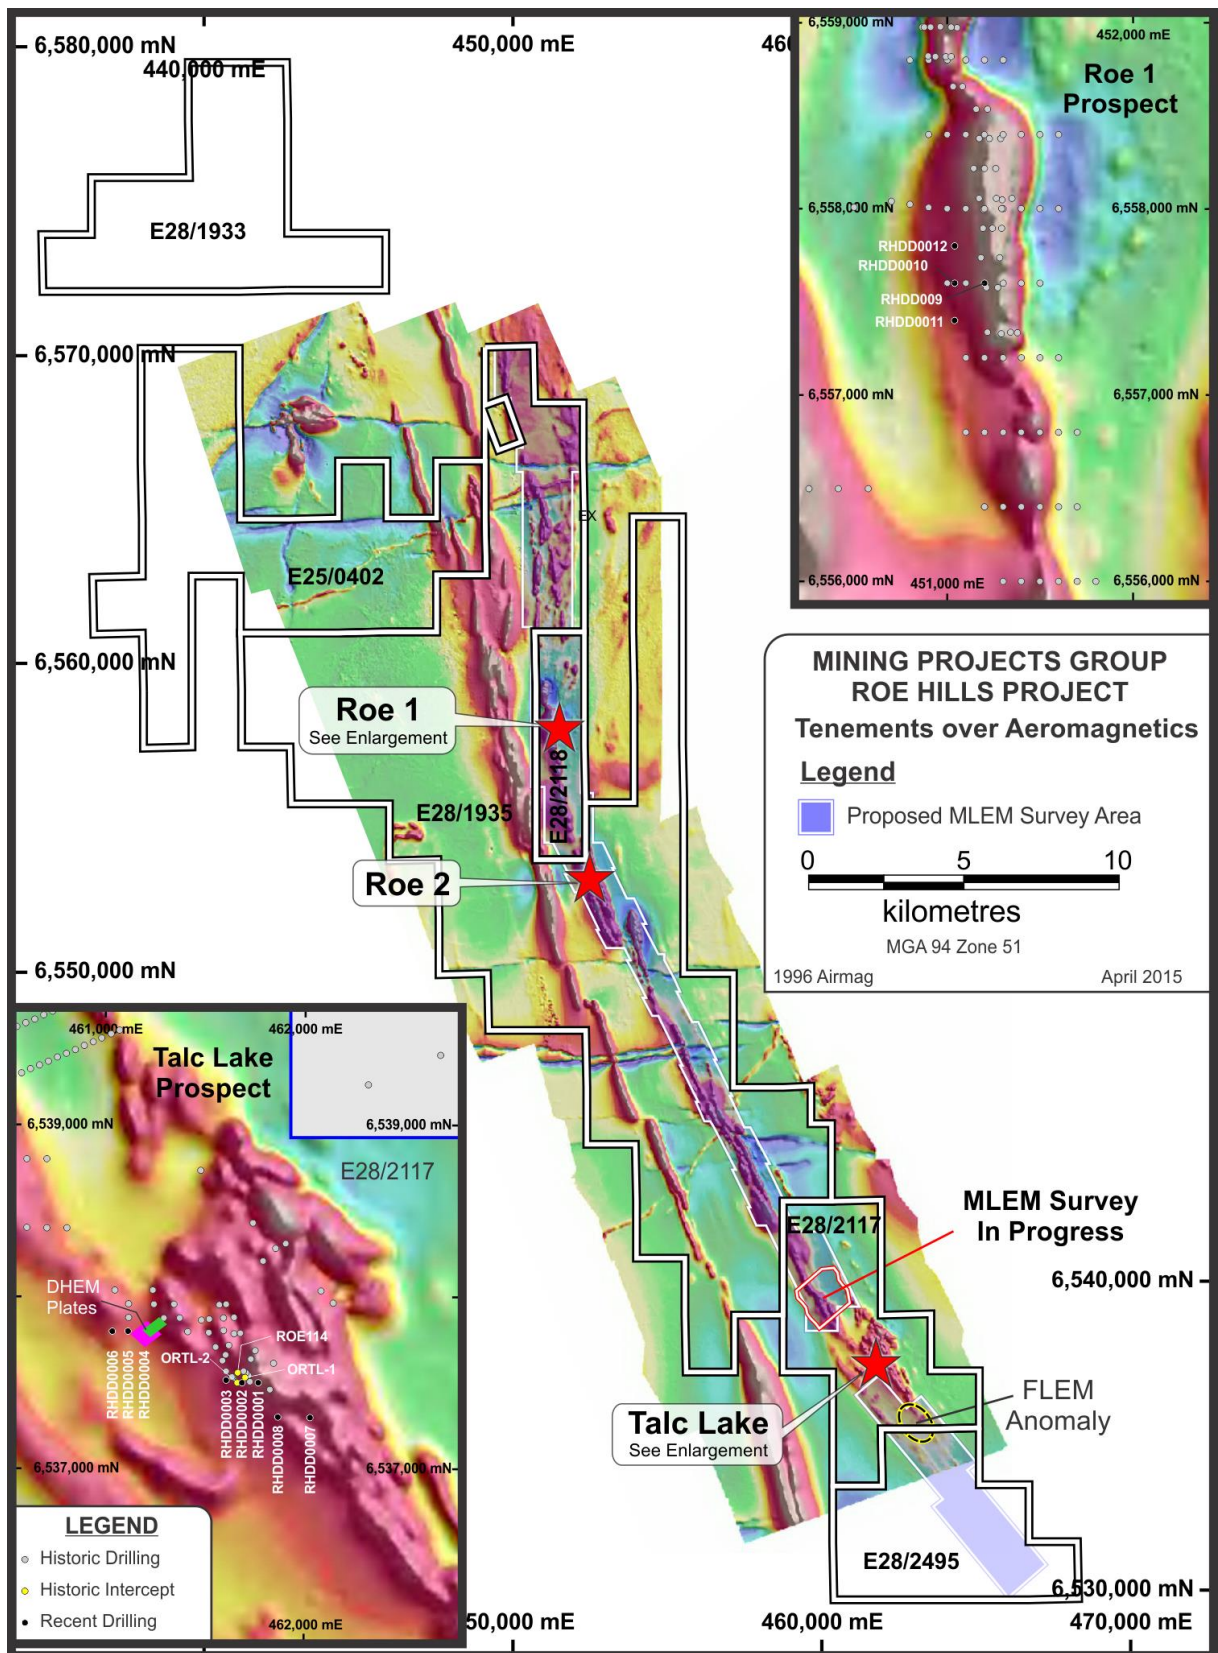 6,580,000 mN
440,000 mE
450,000 mE
460
E28/1933
6,570,000 mN
E25/0402
EX
6,560,000 mN
Roe 1
See Enlargement
E28/1935
E28/2118
Roe 2
6,550,000 mN
E28/2117
MLEM Survey
In Progress
6,540,000 mN
FLEM
Anomaly
Talc Lake
See Enlargement
E28/2495
6,530,000 mN
50,000 mE
460,000 mE
470,000 mE
6,559,000 mN
452,000 mE
Roe 1
Prospect
6,558,000 mN
6,558,000 mN
RHDD0012
RHDD0010
RHDD009
RHDD0011
6,557,000 mN
6,557,000 mN
6,556,000 mN
451,000 mE
6,556,000 mN
MINING PROJECTS GROUP
ROE HILLS PROJECT
Tenements over Aeromagnetics
Legend
Proposed MLEM Survey Area
0 5 10
kilometres
MGA 94 Zone 51
1996 Airmag
April 2015
461,000 mE
462,000 mE
Talc Lake
Prospect
6,539,000 mN
6,539,000 mN
E28/2117
DHEM
Plates
ROE114
ORTL-2
ORTL-1
RHDD0006
RHDD0005
RHDD0004
RHDD0003
RHDD0002
RHDD0001
RHDD0008
RHDD0007
6,537,000 mN
6,537,000 mN
LEGEND
Historic Drilling
Historic Intercept
Recent Drilling
462,000 mE